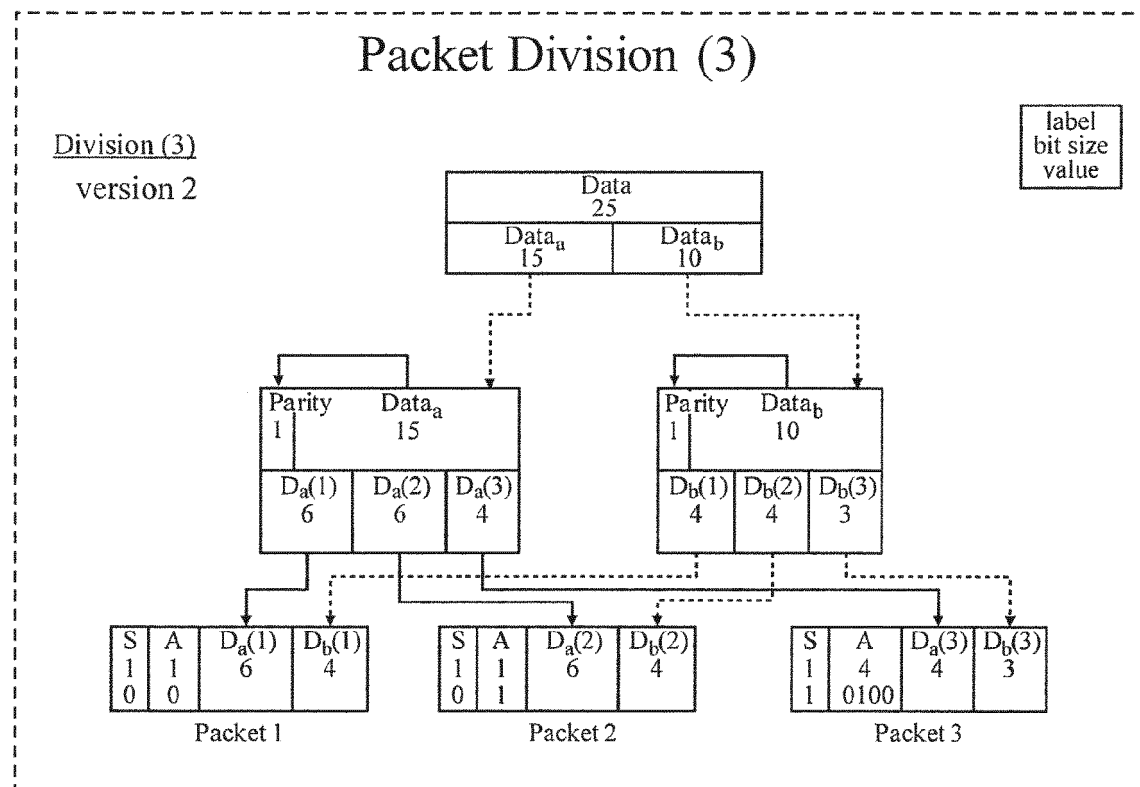 Packet Division (3)
Division (3)
version 2
label
bit size
value
Data
25
Data_a Data_b
15 10
Parity Data_a
1 15
D_a(1) D_a(2) D_a(3)
6 6 4
Parity Data_b
1 10
D_b(1) D_b(2) D_b(3)
4 4 3
S A D_a(1) D_b(1)
1 1 6 4
0 0
Packet 1
S A D_a(2) D_b(2)
1 1 6 4
0 1
Packet 2
S A D_a(3) D_b(3)
1 4 4 3
1 0100
Packet 3